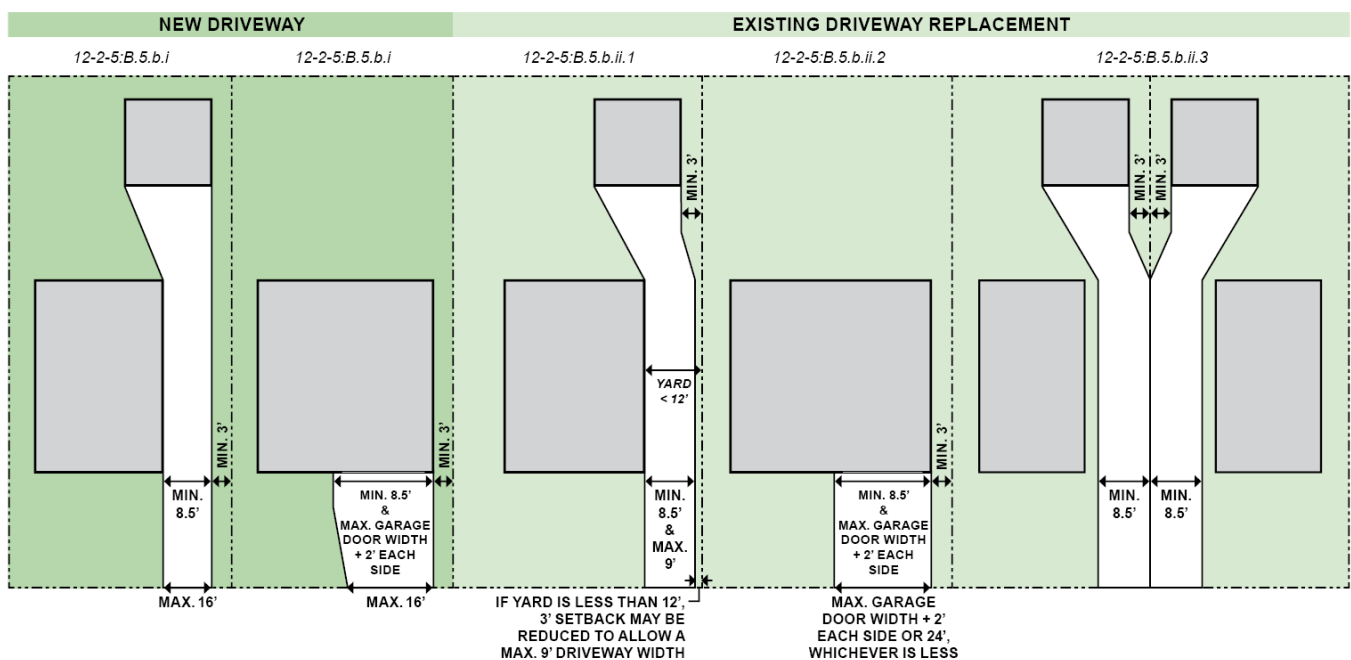 NEW DRIVEWAY
EXISTING DRIVEWAY REPLACEMENT
12-2-5:B.5.b.i
12-2-5:B.5.b.i
12-2-5:B.5.b.ii.1
12-2-5:B.5.b.ii.2
12-2-5:B.5.b.ii.3
MIN. 3’
MIN.
8.5’
MAX. 16’
MIN. 3’
MIN. 8.5’
&
MAX. GARAGE
DOOR WIDTH
+ 2’ EACH
SIDE
MAX. 16’
MIN. 3’
YARD
< 12’
MIN.
8.5’
&
MAX.
9’
IF YARD IS LESS THAN 12’,
3’ SETBACK MAY BE
REDUCED TO ALLOW A
MAX. 9’ DRIVEWAY WIDTH
MIN. 3’
MIN. 8.5’
&
MAX. GARAGE
DOOR WIDTH
+ 2’ EACH
SIDE
MAX. GARAGE
DOOR WIDTH + 2’
EACH SIDE OR 24’,
WHICHEVER IS LESS
MIN. 3’
MIN. 3’
MIN.
8.5’
MIN.
8.5’